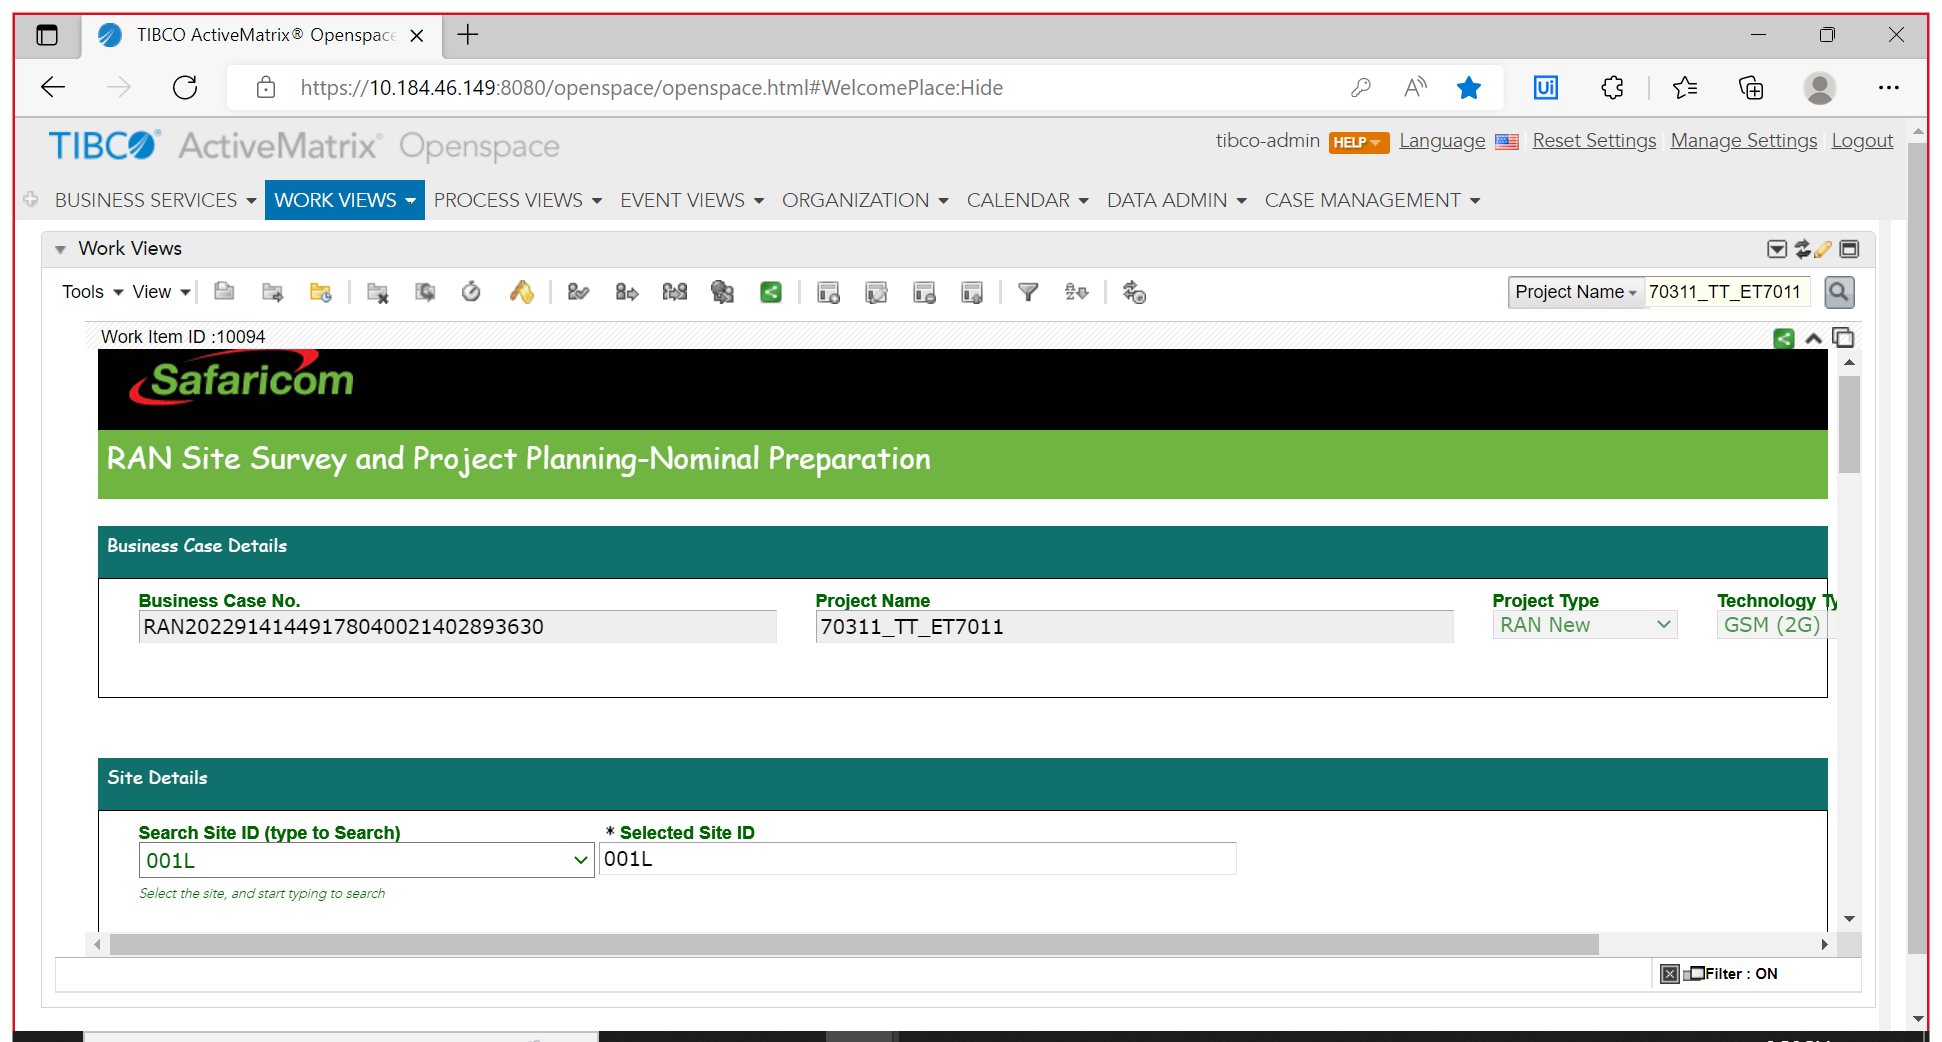 TIBCO ActiveMatrix® Openspace
https://10.184.46.149:8080/openspace/openspace.html#WelcomePlace:Hide
TIBCO® ActiveMatrix® Openspace
tibco-admin HELP Language Reset Settings Manage Settings Logout
BUSINESS SERVICES WORK VIEWS PROCESS VIEWS EVENT VIEWS ORGANIZATION CALENDAR DATA ADMIN CASE MANAGEMENT
Work Views
Tools View Project Name 70311_TT_ET7011
Work Item ID :10094
Safaricom
RAN Site Survey and Project Planning-Nominal Preparation
Business Case Details
Business Case No. Project Name Project Type Technology Ty
RAN20229141449178040021402893630 70311_TT_ET7011 RAN New GSM (2G)
Site Details
Search Site ID (type to Search) * Selected Site ID
001L 001L
Select the site, and start typing to search
Filter : ON